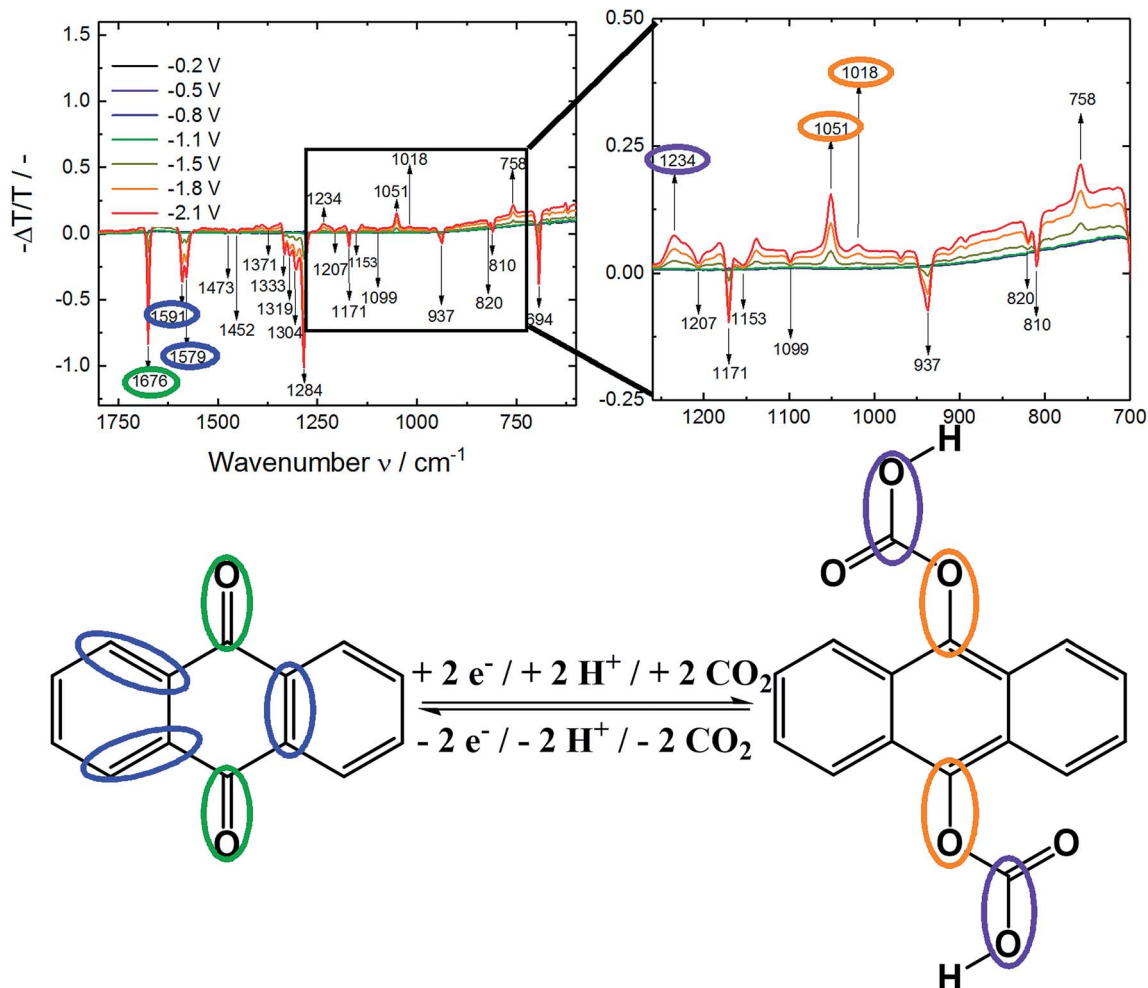 1.5
1.0
0.5
0.0
-0.5
-1.0
-ΔT/T / -
-0.2 V
-0.5 V
-0.8 V
-1.1 V
-1.5 V
-1.8 V
-2.1 V
1018
1051
758
1234
1371
1333
1319
1304
1473
1452
1591
1579
1676
1284
1207
1153
1171
1099
937
820
810
694
1750 1500 1250 1000 750
Wavenumber ν / cm⁻¹
0.50
0.25
0.00
-0.25
1018
1051
1234
758
1207
1153
1171
1099
937
820
810
1200 1100 1000 900 800 700
O
O
+ 2 e⁻ / + 2 H⁺ / + 2 CO₂
- 2 e⁻ / - 2 H⁺ / - 2 CO₂
H
O
O
O
O
O
O
H